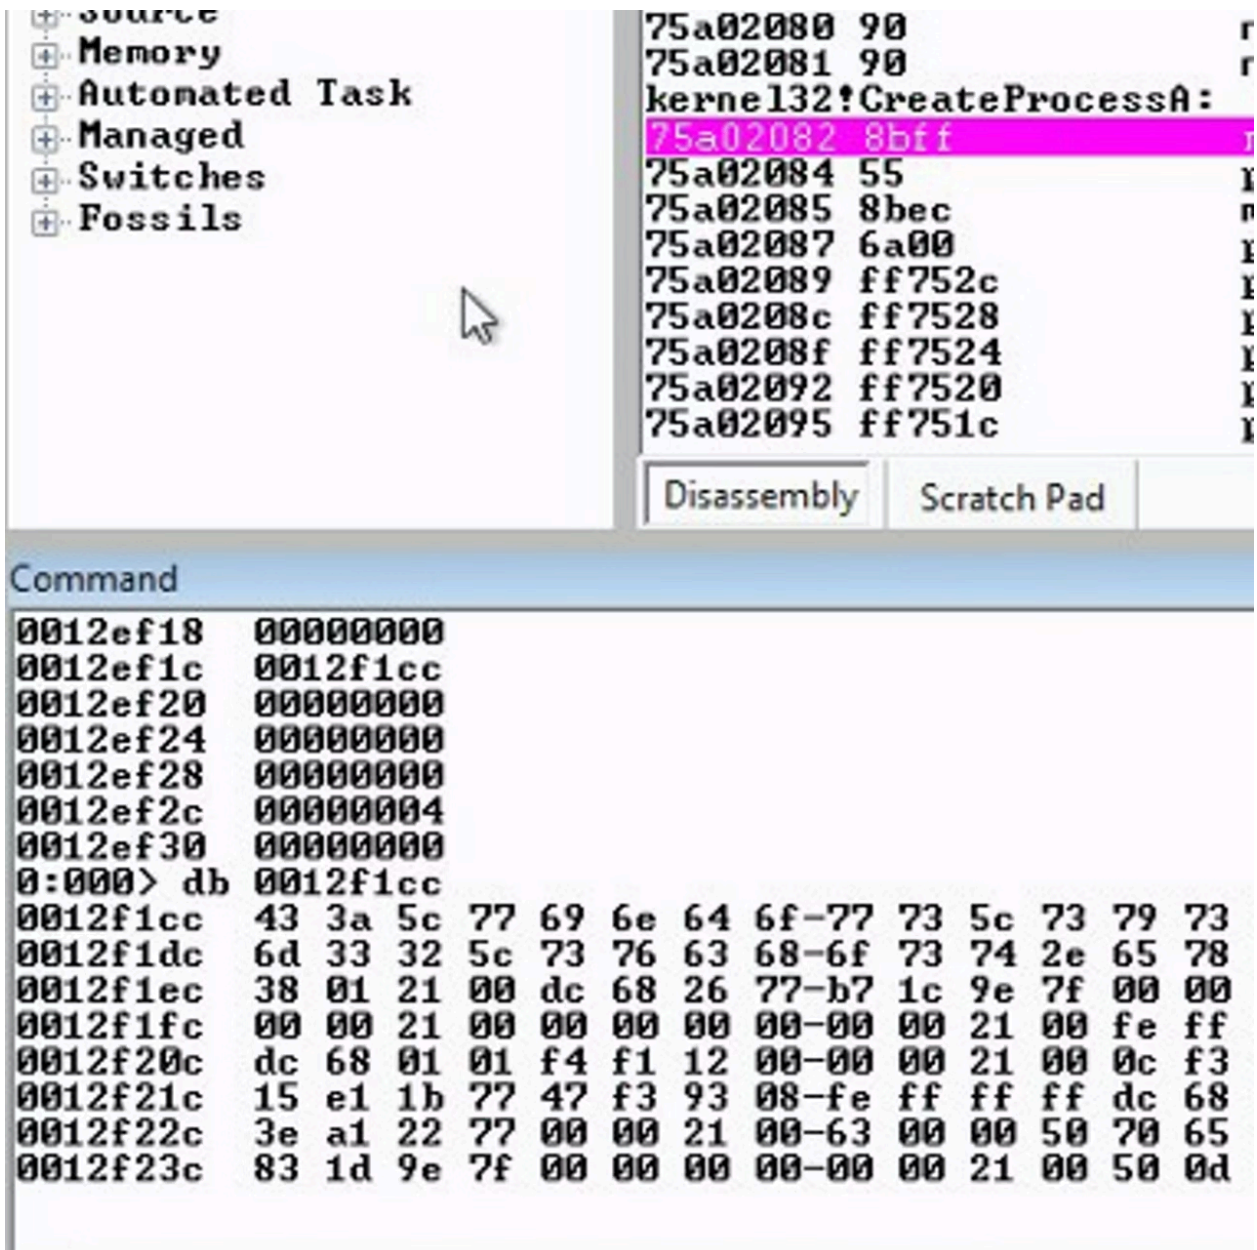 Source
Memory
Automated Task
Managed
Switches
Fossils
75a02080 90
75a02081 90
kernel32!CreateProcessA:
75a02082 8bff
75a02084 55
75a02085 8bec
75a02087 6a00
75a02089 ff752c
75a0208c ff7528
75a0208f ff7524
75a02092 ff7520
75a02095 ff751c
Disassembly Scratch Pad
Command
0012ef18 00000000
0012ef1c 0012f1cc
0012ef20 00000000
0012ef24 00000000
0012ef28 00000000
0012ef2c 00000004
0012ef30 00000000
0:000> db 0012f1cc
0012f1cc 43 3a 5c 77 69 6e 64 6f-77 73 5c 73 79 73
0012f1dc 6d 33 32 5c 73 76 63 68-6f 73 74 2e 65 78
0012f1ec 38 01 21 00 dc 68 26 77-b7 1c 9e 7f 00 00
0012f1fc 00 00 21 00 00 00 00 00-00 00 21 00 fe ff
0012f20c dc 68 01 01 f4 f1 12 00-00 00 21 00 0c f3
0012f21c 15 e1 1b 77 47 f3 93 08-fe ff ff ff dc 68
0012f22c 3e a1 22 77 00 00 21 00-63 00 00 50 70 65
0012f23c 83 1d 9e 7f 00 00 00 00-00 00 21 00 50 0d